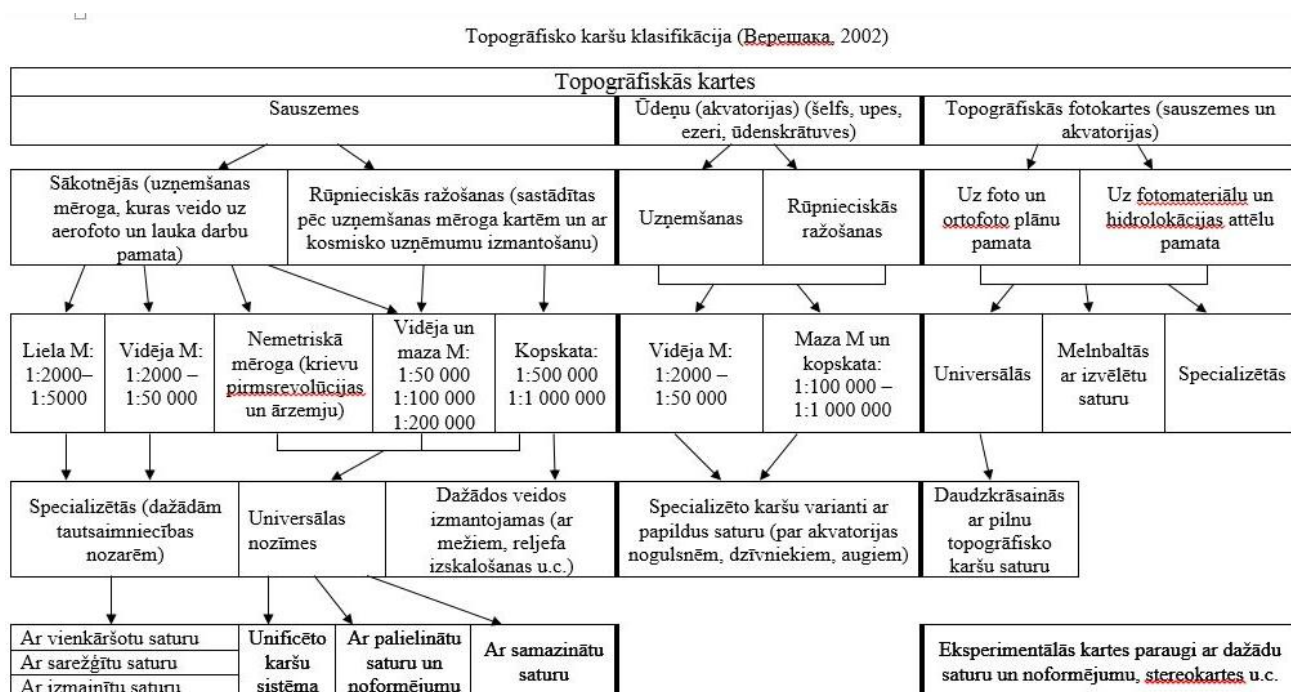 Topogrāfisko karšu klasifikācija (Верещака, 2002)
Topogrāfiskās kartes
Sauszemes
Ūdeņu (akvatorijas) (šelfs, upes,
ezeri, ūdenskrātuves)
Topogrāfiskās fotokartes (sauszemes un
akvatorijas)
Sākotnējās (uzņemšanas
mēroga, kuras veido uz
aerofoto un lauka darbu
pamata)
Rūpnieciskās ražošanas (sastādītas
pēc uzņemšanas mēroga kartēm un ar
kosmisko uzņēmumu izmantošanu)
Uzņemšanas
Rūpnieciskās
ražošanas
Uz foto un
ortofoto plānu
pamata
Uz fotomateriālu un
hidrolokācijas attēlu
pamata
Liela M:
1:2000–
1:5000
Vidēja M:
1:2000 –
1:50 000
Nemetriskā
mēroga (krievu
pirmsrevolūcijas
un ārzemju)
Vidēja un
maza M:
1:50 000
1:100 000
1:200 000
Kopskata:
1:500 000
1:1 000 000
Vidēja M:
1:2000 –
1:50 000
Maza M un
kopskata:
1:100 000 –
1:1 000 000
Universālās
Melnbaltās
ar izvēlētu
saturu
Specializētās
Specializētās (dažādām
tautsaimniecības
nozarēm)
Universālas
nozīmes
Dažādos veidos
izmantojamas (ar
mežiem, reljefa
izskalošanas u.c.)
Specializēto karšu varianti ar
papildus saturu (par akvatorijas
nogulsnēm, dzīvniekiem, augiem)
Daudzkrāsainās
ar pilnu
topogrāfisko
karšu saturu
Ar vienkāršotu saturu
Ar sarežģītu saturu
Ar izmainītu saturu
Unificēto
karšu
sistēma
Ar palielinātu
saturu un
noformējumu
Ar samazinātu
saturu
Eksperimentālās kartes paraugi ar dažādu
saturu un noformējumu, stereokartes u.c.